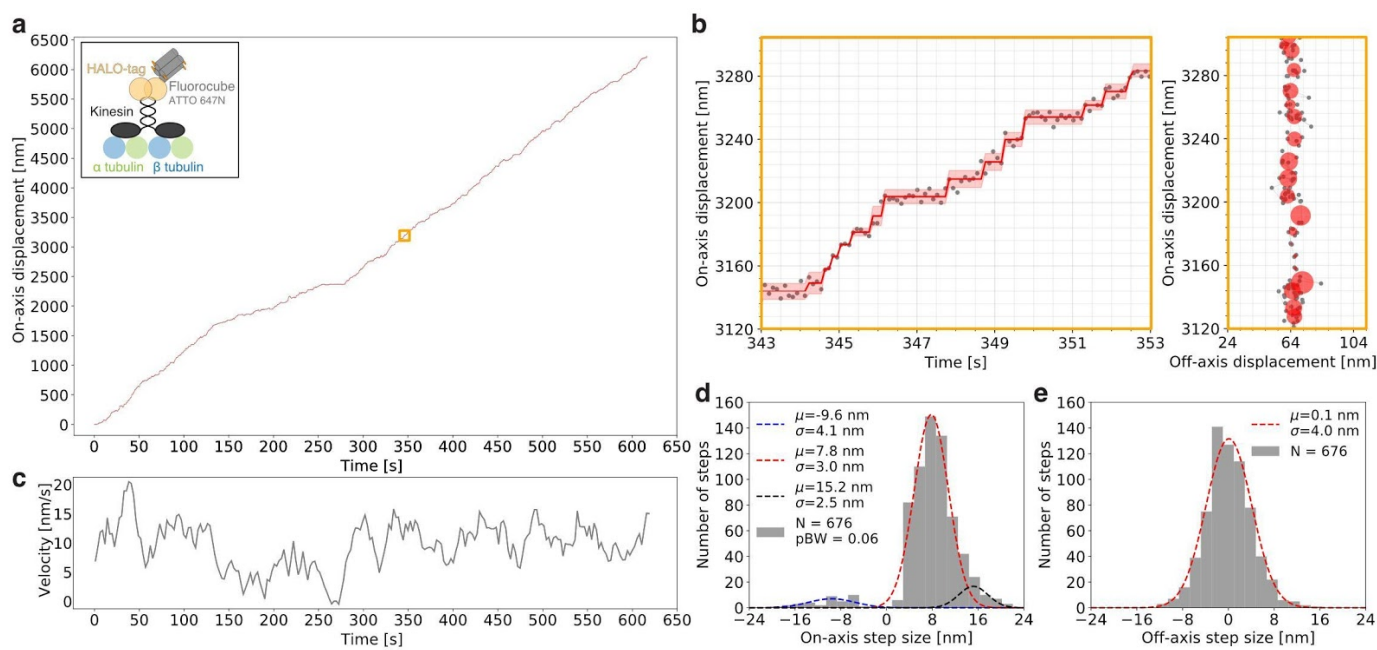 a
6500
6000
5500
5000
4500
4000
3500
3000
2500
2000
1500
1000
500
0
On-axis displacement [nm]
HALO-tag
Fluorocube
ATTO 647N
Kinesin
α tubulin β tubulin
0 50 100 150 200 250 300 350 400 450 500 550 600 650
Time [s]
b
3280
3240
3200
3160
3120
On-axis displacement [nm]
343 345 347 349 351 353
Time [s]
3280
3240
3200
3160
3120
On-axis displacement [nm]
24 64 104
Off-axis displacement [nm]
c
20
15
10
5
0
Velocity [nm/s]
0 50 100 150 200 250 300 350 400 450 500 550 600 650
Time [s]
d
160
140
120
100
80
60
40
20
0
Number of steps
μ=-9.6 nm
σ=4.1 nm
μ=7.8 nm
σ=3.0 nm
μ=15.2 nm
σ=2.5 nm
N = 676
pBW = 0.06
−24 −16 −8 0 8 16 24
On-axis step size [nm]
e
160
140
120
100
80
60
40
20
0
Number of steps
μ=0.1 nm
σ=4.0 nm
N = 676
−24 −16 −8 0 8 16 24
Off-axis step size [nm]